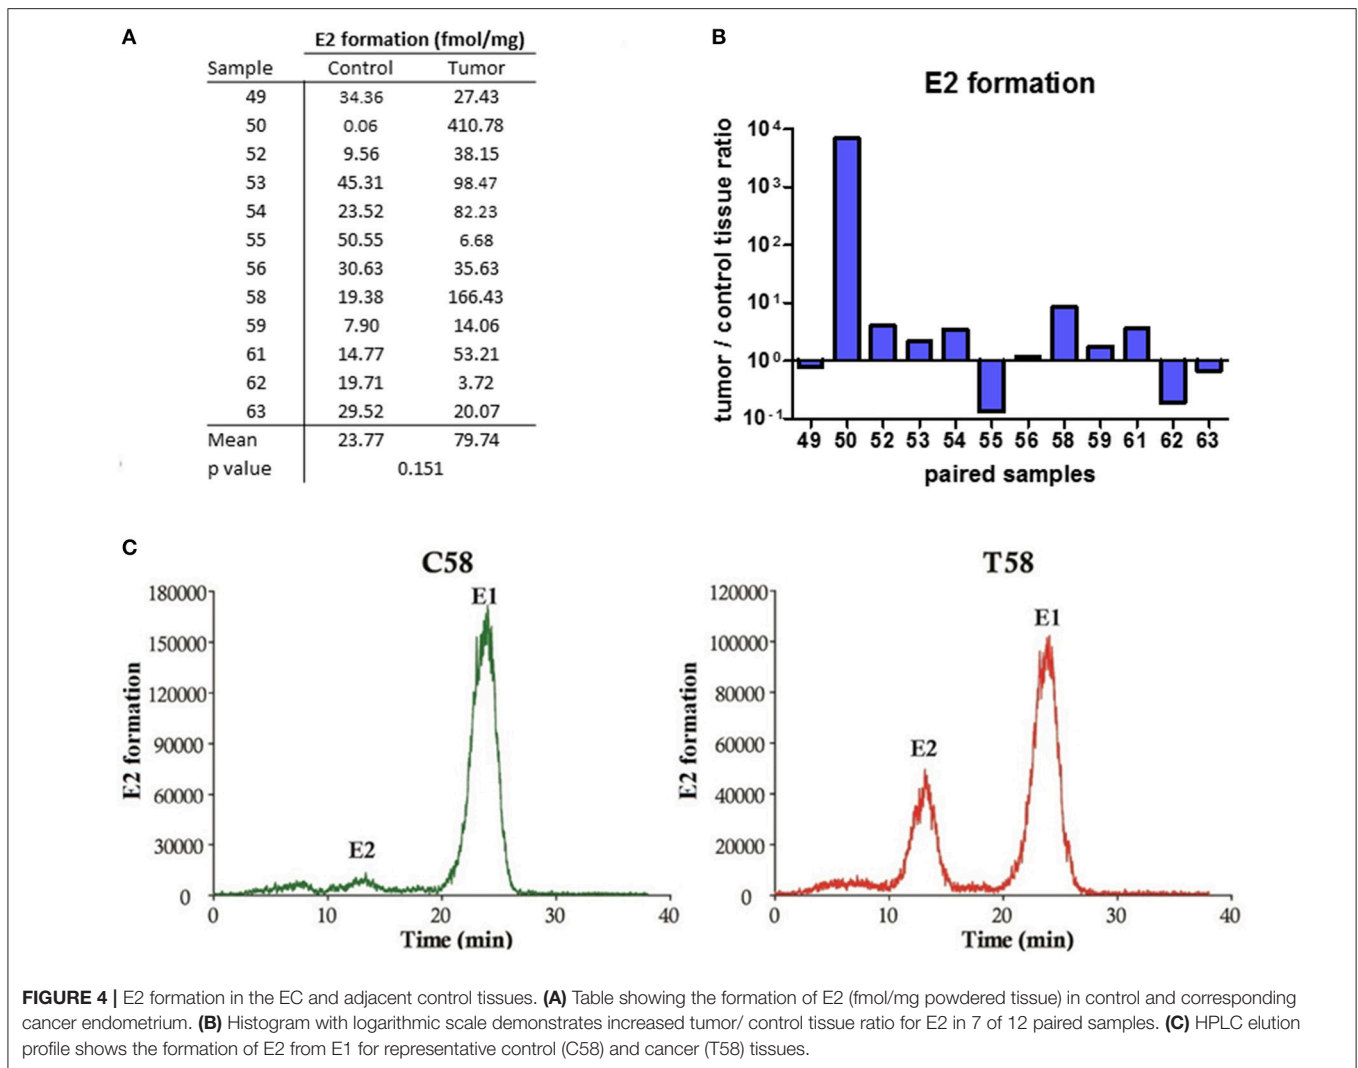 A
E2 formation (fmol/mg)
Sample Control Tumor
49 34.36 27.43
50 0.06 410.78
52 9.56 38.15
53 45.31 98.47
54 23.52 82.23
55 50.55 6.68
56 30.63 35.63
58 19.38 166.43
59 7.90 14.06
61 14.77 53.21
62 19.71 3.72
63 29.52 20.07
Mean 23.77 79.74
p value 0.151
B
E2 formation
tumor / control tissue ratio
10⁴
10³
10²
10¹
10⁰
10⁻¹
49 50 52 53 54 55 56 58 59 61 62 63
paired samples
C
C58
E2 formation
180000
150000
120000
90000
60000
30000
0
E1
E2
0 10 20 30 40
Time (min)
T58
E2 formation
120000
100000
80000
60000
40000
20000
0
E1
E2
0 10 20 30 40
Time (min)
FIGURE 4 | E2 formation in the EC and adjacent control tissues. (A) Table showing the formation of E2 (fmol/mg powdered tissue) in control and corresponding
cancer endometrium. (B) Histogram with logarithmic scale demonstrates increased tumor/ control tissue ratio for E2 in 7 of 12 paired samples. (C) HPLC elution
profile shows the formation of E2 from E1 for representative control (C58) and cancer (T58) tissues.